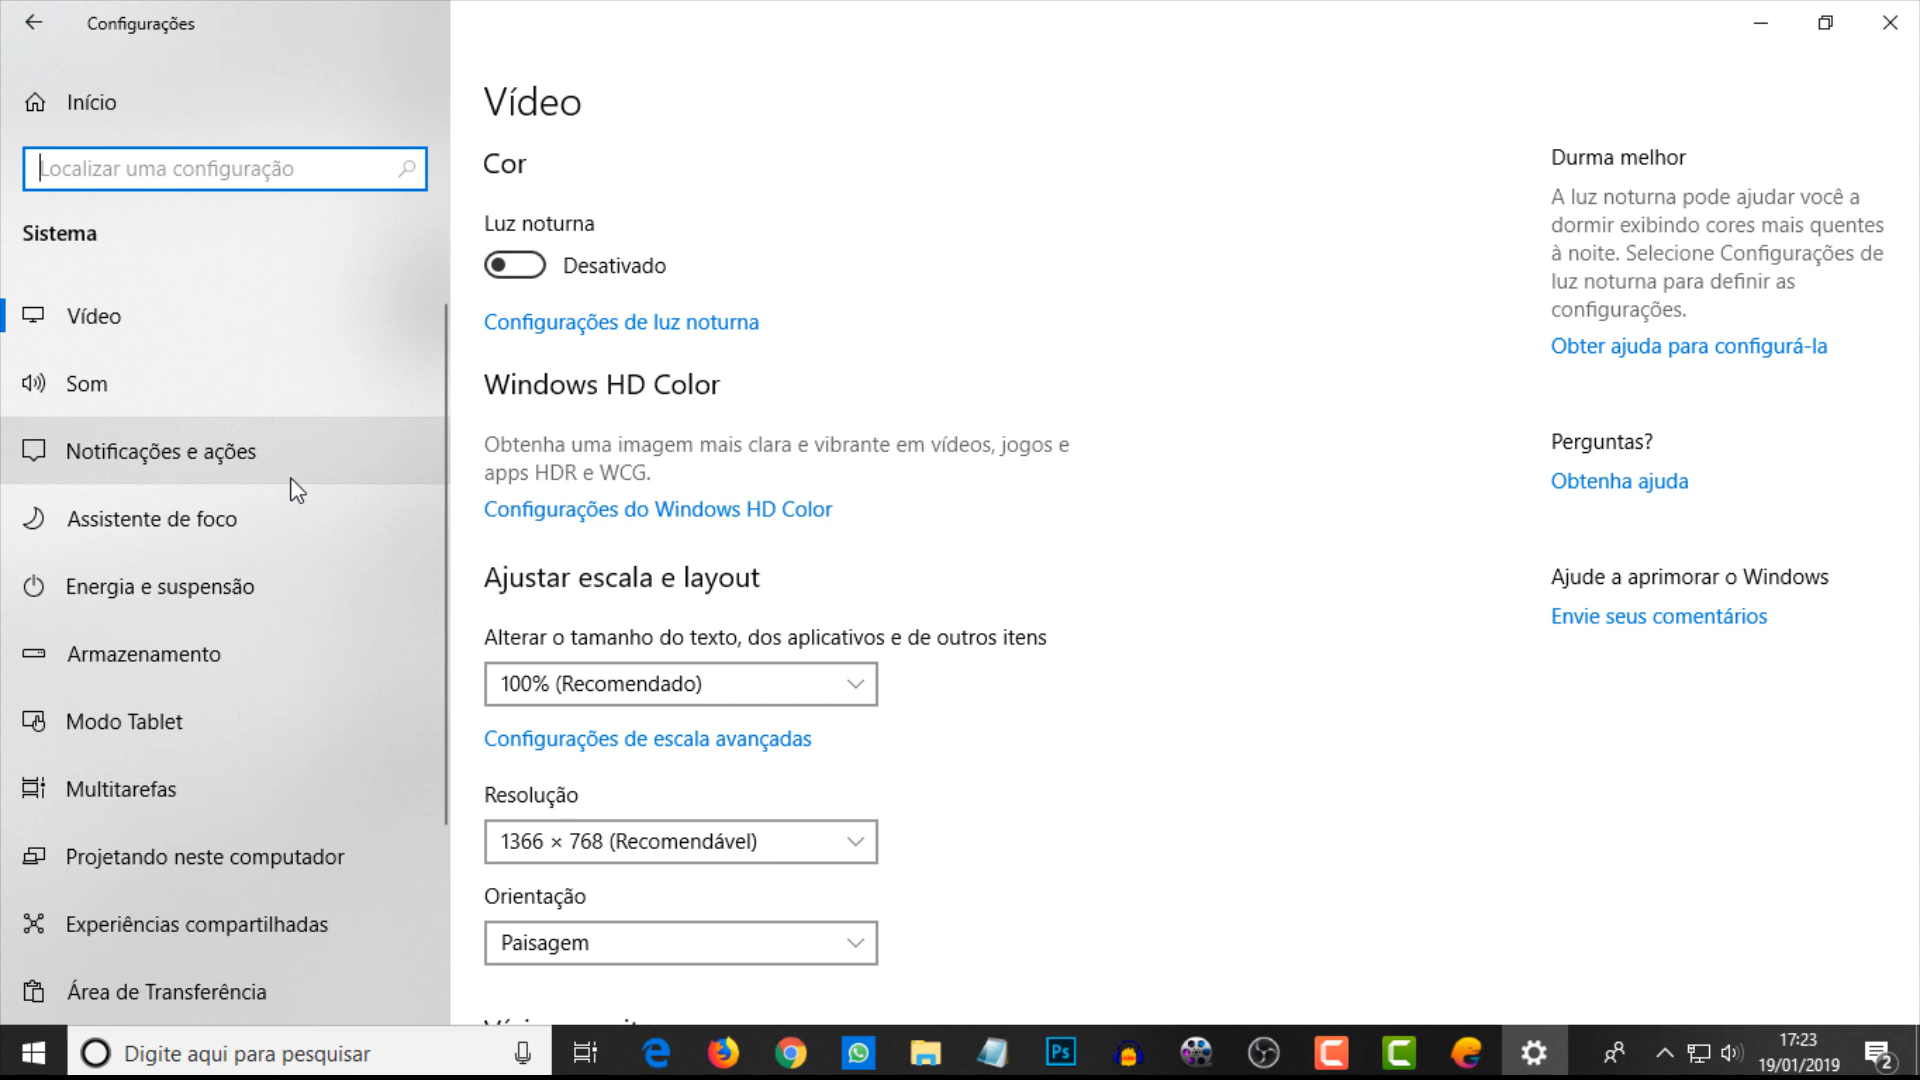 Configurações
Início
Localizar uma configuração
Sistema
Vídeo
Som
Notificações e ações
Assistente de foco
Energia e suspensão
Armazenamento
Modo Tablet
Multitarefas
Projetando neste computador
Experiências compartilhadas
Área de Transferência
Vídeo
Cor
Luz noturna
Desativado
Configurações de luz noturna
Windows HD Color
Obtenha uma imagem mais clara e vibrante em vídeos, jogos e
apps HDR e WCG.
Configurações do Windows HD Color
Ajustar escala e layout
Alterar o tamanho do texto, dos aplicativos e de outros itens
100% (Recomendado)
Configurações de escala avançadas
Resolução
1366 × 768 (Recomendável)
Orientação
Paisagem
Durma melhor
A luz noturna pode ajudar você a
dormir exibindo cores mais quentes
à noite. Selecione Configurações de
luz noturna para definir as
configurações.
Obter ajuda para configurá-la
Perguntas?
Obtenha ajuda
Ajude a aprimorar o Windows
Envie seus comentários
Digite aqui para pesquisar
Ps
17:23
19/01/2019
2